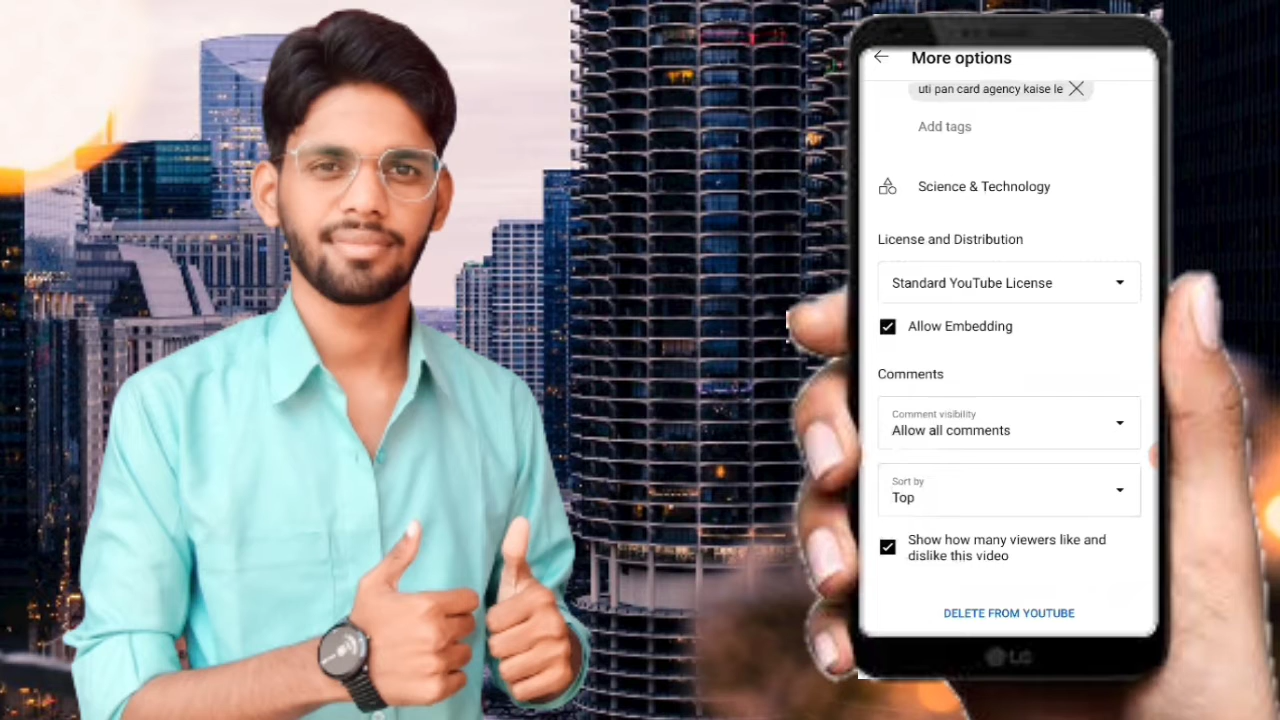 More options
uti pan card agency kaise le
Add tags
Science & Technology
License and Distribution
Standard YouTube License
Allow Embedding
Comments
Comment visibility
Allow all comments
Sort by
Top
Show how many viewers like and
dislike this video
DELETE FROM YOUTUBE
LG